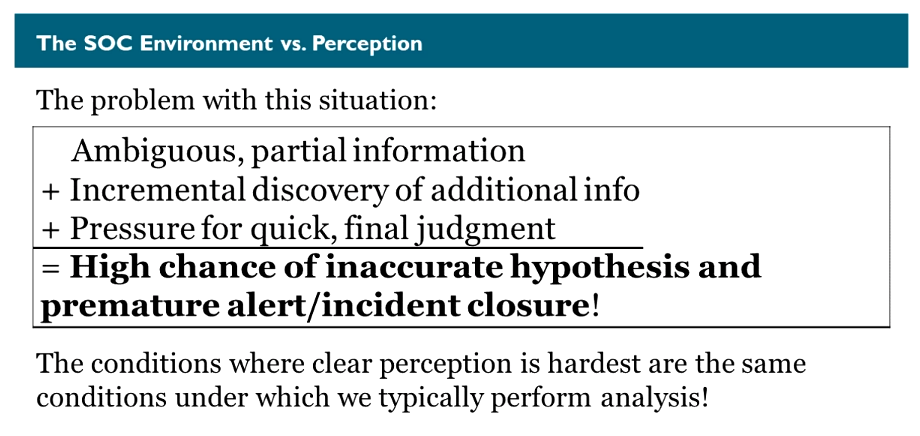 The SOC Environment vs. Perception
The problem with this situation:
Ambiguous, partial information
+ Incremental discovery of additional info
+ Pressure for quick, final judgment
= High chance of inaccurate hypothesis and
premature alert/incident closure!
The conditions where clear perception is hardest are the same
conditions under which we typically perform analysis!